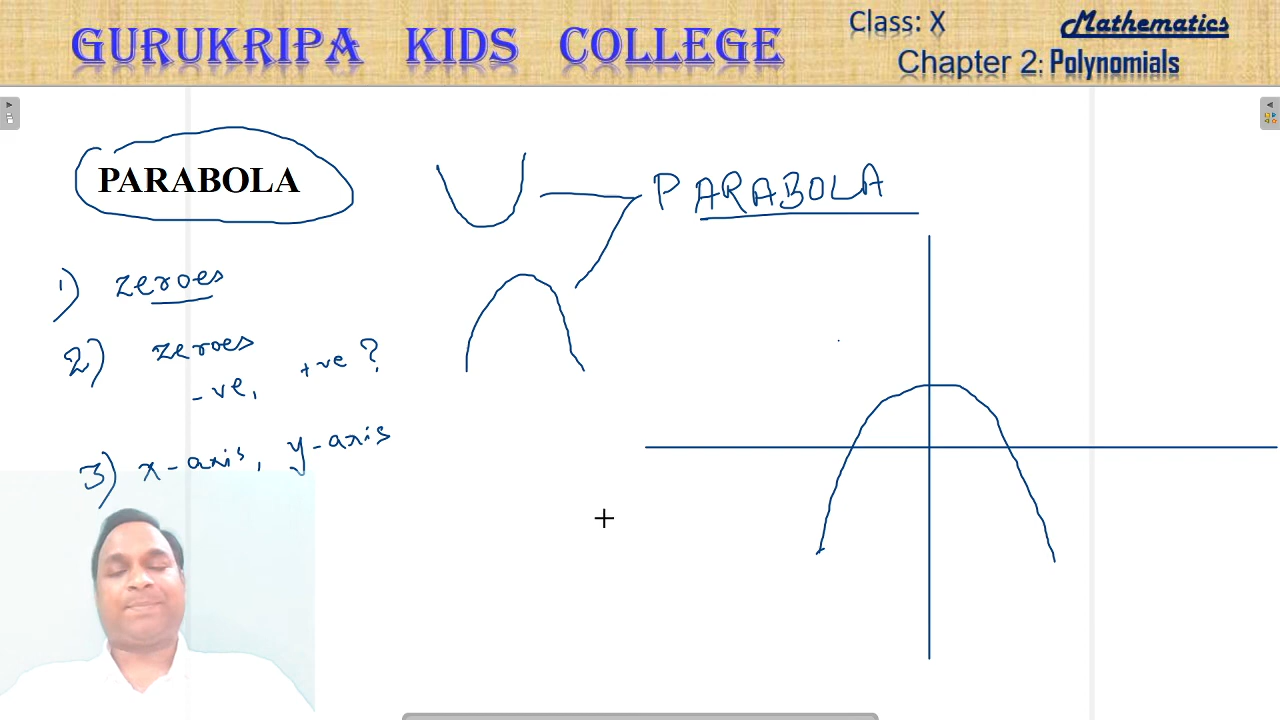 GURUKRIPA KIDS COLLEGE
Class: X
Mathematics
Chapter 2: Polynomials
PARABOLA
PARABOLA
1) zeroes
2) zeroes
-ve, +ve ?
3) x-axis, y-axis